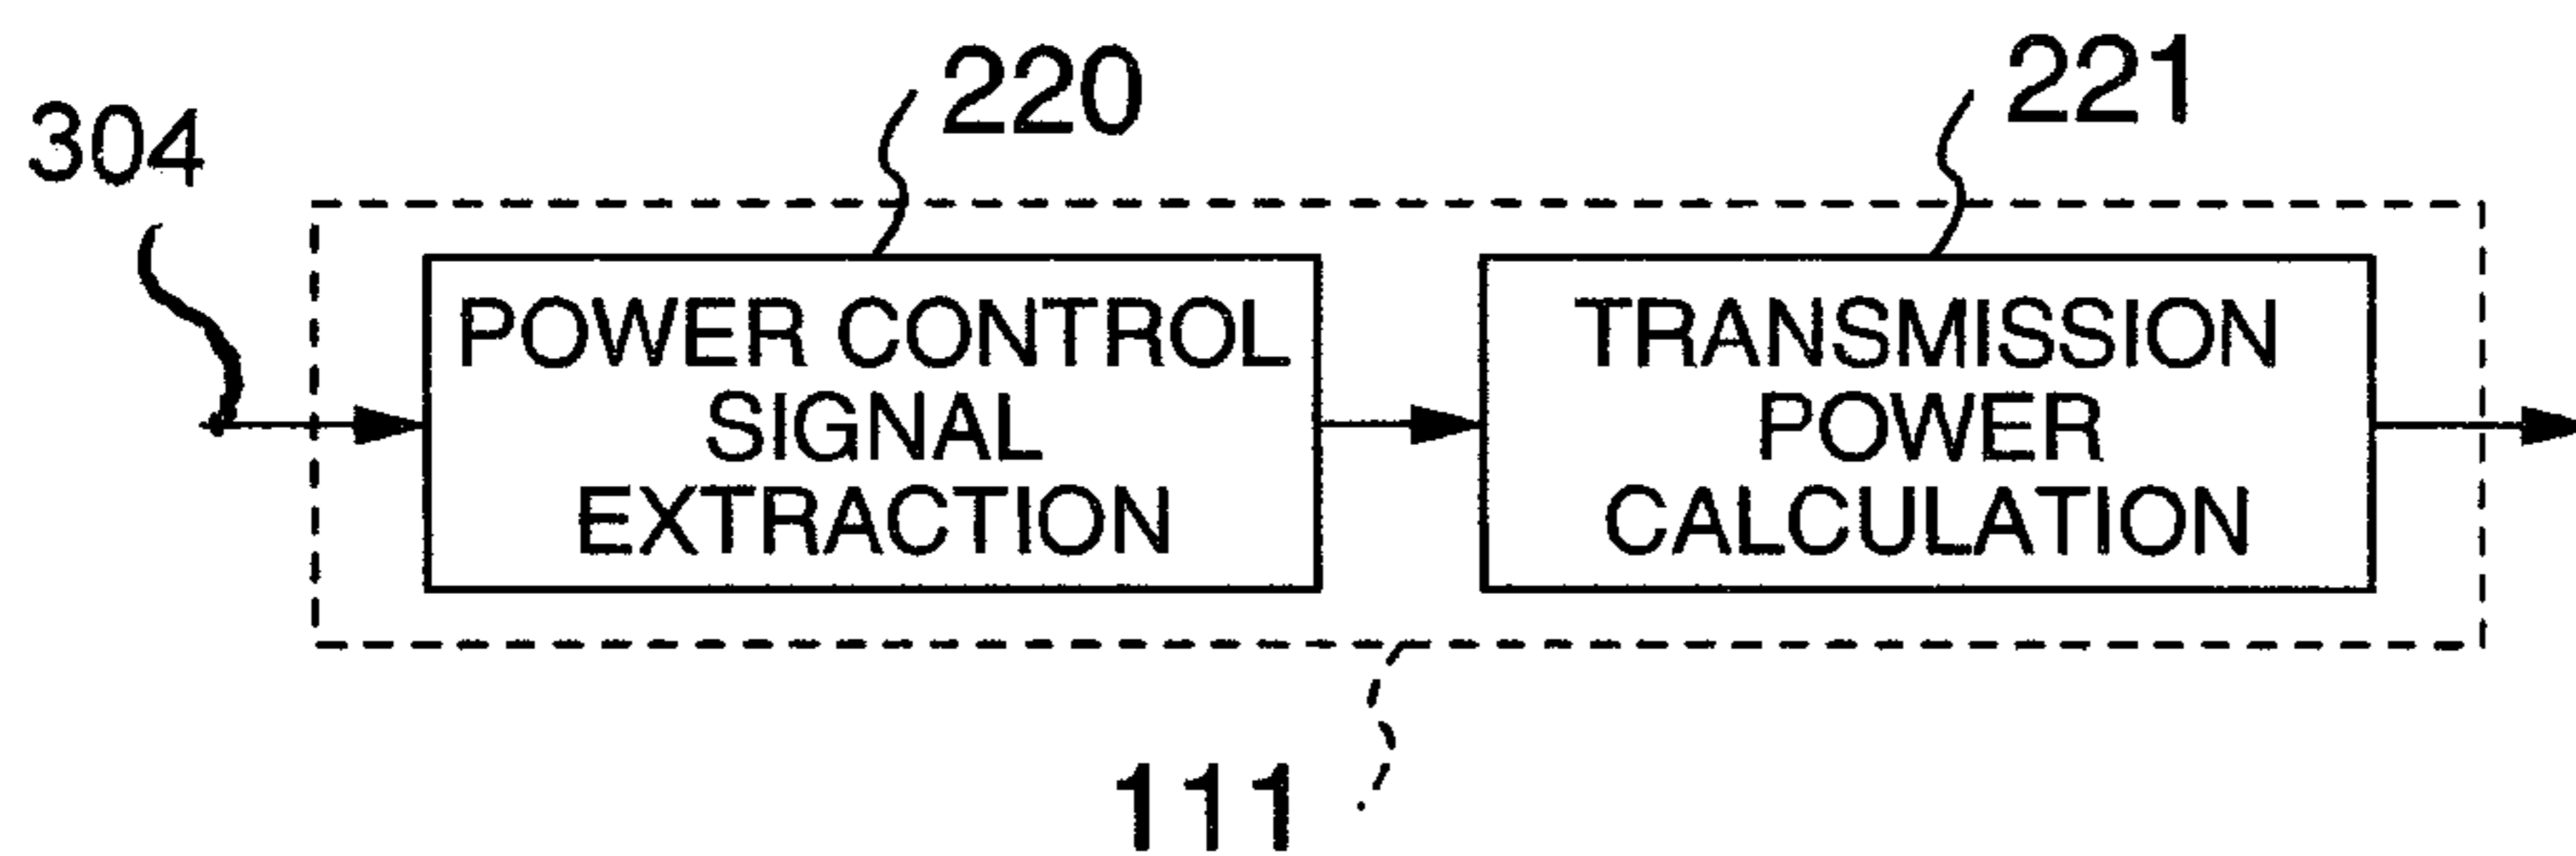 304
220
221
POWER CONTROL
SIGNAL
EXTRACTION
TRANSMISSION
POWER
CALCULATION
111